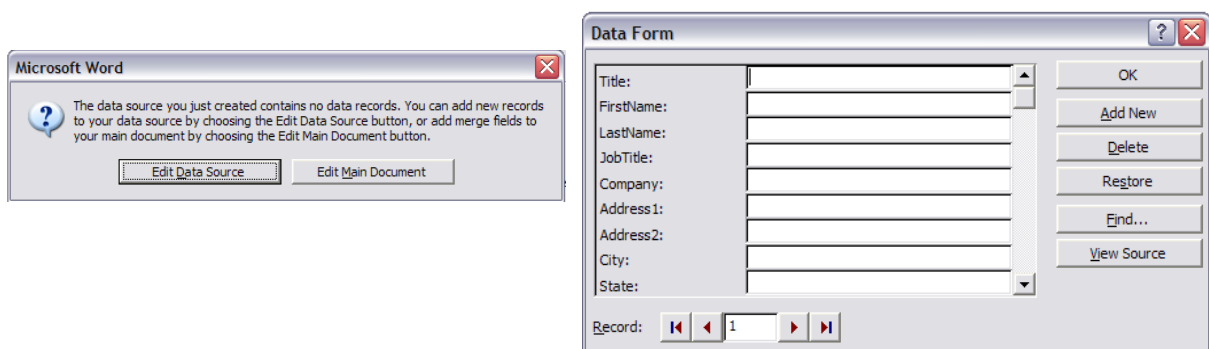 Microsoft Word
The data source you just created contains no data records. You can add new records
to your data source by choosing the Edit Data Source button, or add merge fields to
your main document by choosing the Edit Main Document button.
Edit Data Source
Edit Main Document
Data Form
Title:
FirstName:
LastName:
JobTitle:
Company:
Address1:
Address2:
City:
State:
OK
Add New
Delete
Restore
Find...
View Source
Record: 1